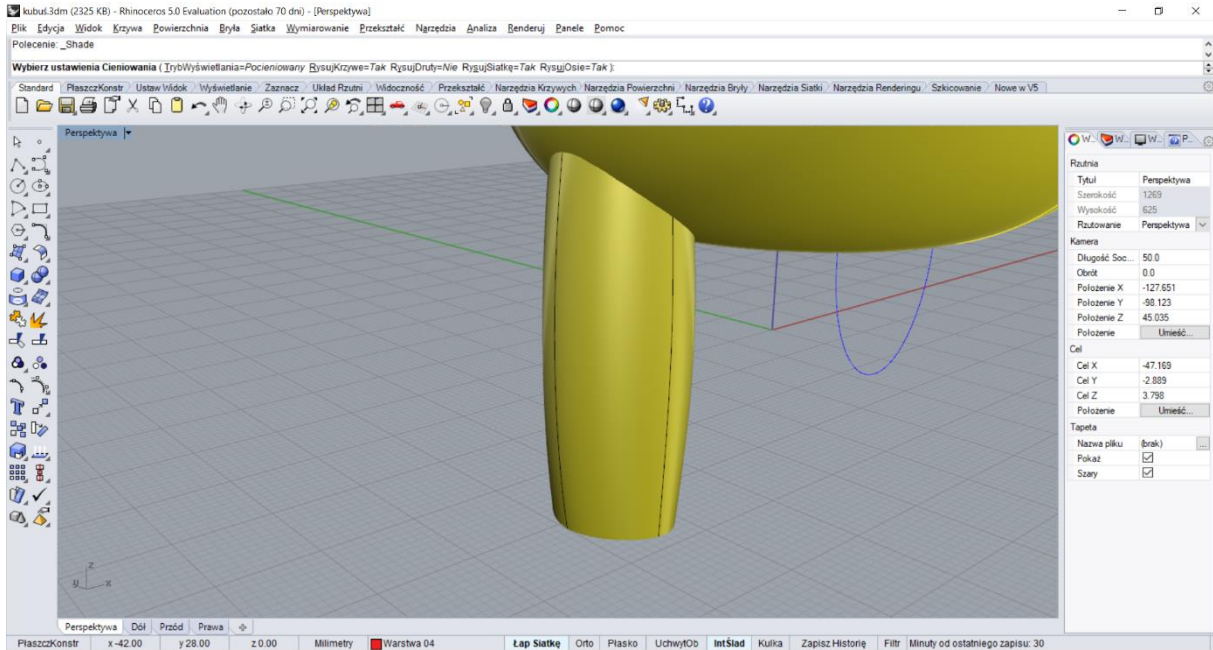 kubuś.3dm (2325 KB) - Rhinoceros 5.0 Evaluation (pozostało 70 dni) - [Perspektywa]
Plik Edycja Widok Krzywa Powierzchnia Bryła Siatka Wymiarowanie Przekształć Narzędzia Analiza Renderuj Panele Pomoc
Polecenie: _Shade
Wybierz ustawienia Cieniowania ( TrybWyświetlania=Pocieniowany RysujKrzywe=Tak RysujDruty=Nie RysujSiatkę=Tak RysujOsie=Tak ):
Standard PłaszczKonstr Ustaw Widok Wyświetlanie Zaznacz Układ Rzutni Widoczność Przekształć Narzędzia Krzywych Narzędzia Powierzchni Narzędzia Bryły Narzędzia Siatki Narzędzia Renderingu Szkicowanie Nowe w V5
Perspektywa
W... W... W... P...
Rzutnia
Tytuł Perspektywa
Szerokość 1269
Wysokość 625
Rzutowanie Perspektywa
Kamera
Długość Soc... 50.0
Obrót 0.0
Położenie X -127.651
Położenie Y -98.123
Położenie Z 45.035
Położenie Umieść...
Cel
Cel X -47.169
Cel Y -2.889
Cel Z 3.798
Położenie Umieść...
Tapeta
Nazwa pliku (brak) ...
Pokaż
Szary
z
y x
Perspektywa Dół Przód Prawa
PłaszczKonstr x -42.00 y 28.00 z 0.00 Milimetry Warstwa 04 Łap Siatkę Orto Płasko UchwytOb IntŚlad Kulka Zapisz Historię Filtr Minuty od ostatniego zapisu: 30